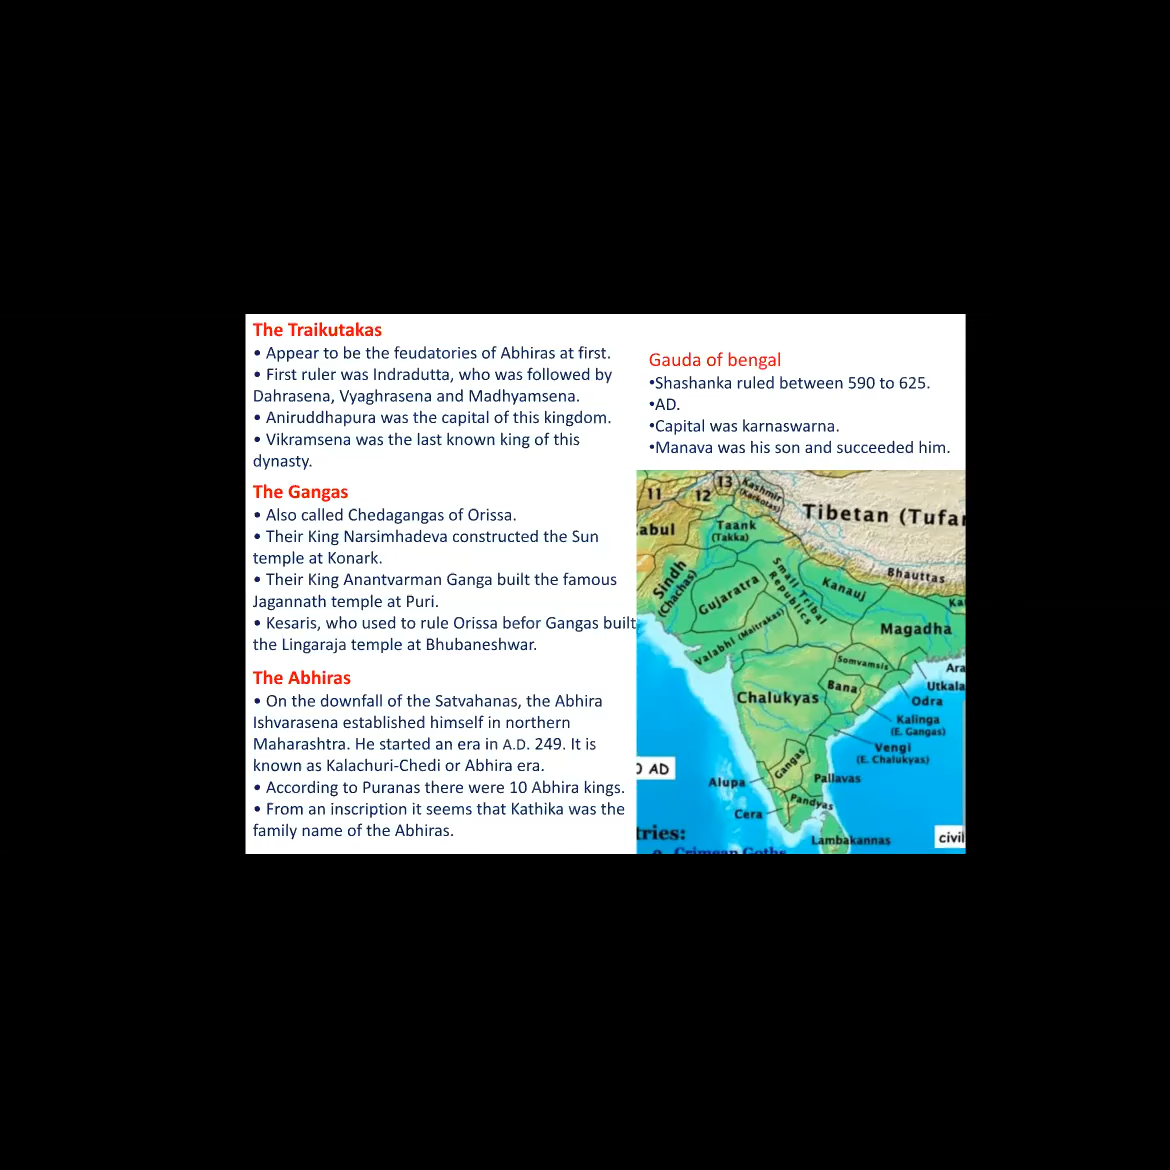 The Traikutakas
• Appear to be the feudatories of Abhiras at first.
• First ruler was Indradutta, who was followed by
Dahrasena, Vyaghrasena and Madhyamsena.
• Aniruddhapura was the capital of this kingdom.
• Vikramsena was the last known king of this
dynasty.
The Gangas
• Also called Chedagangas of Orissa.
• Their King Narsimhadeva constructed the Sun
temple at Konark.
• Their King Anantvarman Ganga built the famous
Jagannath temple at Puri.
• Kesaris, who used to rule Orissa befor Gangas built
the Lingaraja temple at Bhubaneshwar.
The Abhiras
• On the downfall of the Satvahanas, the Abhira
Ishvarasena established himself in northern
Maharashtra. He started an era in A.D. 249. It is
known as Kalachuri-Chedi or Abhira era.
• According to Puranas there were 10 Abhira kings.
• From an inscription it seems that Kathika was the
family name of the Abhiras.
Gauda of bengal
•Shashanka ruled between 590 to 625.
•AD.
•Capital was karnaswarna.
•Manava was his son and succeeded him.
11
12
13
Kashmir
(Karkotas)
abul
Taank
(Takka)
Tibetan (Tufa
Sindh
(Chachas)
Gujaratra
Small Tribal
Republics
Kanauj
Bhauttas
Ka
Valabhi (Maitrakas)
Magadha
Somvamsis
Ara
Utkala
Bana
Odra
Chalukyas
Kalinga
(E. Gangas)
Vengi
(E. Chalukyas)
0 AD
Gangas
Alupa
Pallavas
Pandyas
Cera
tries:
Lambakannas
civil
Crimean Goths